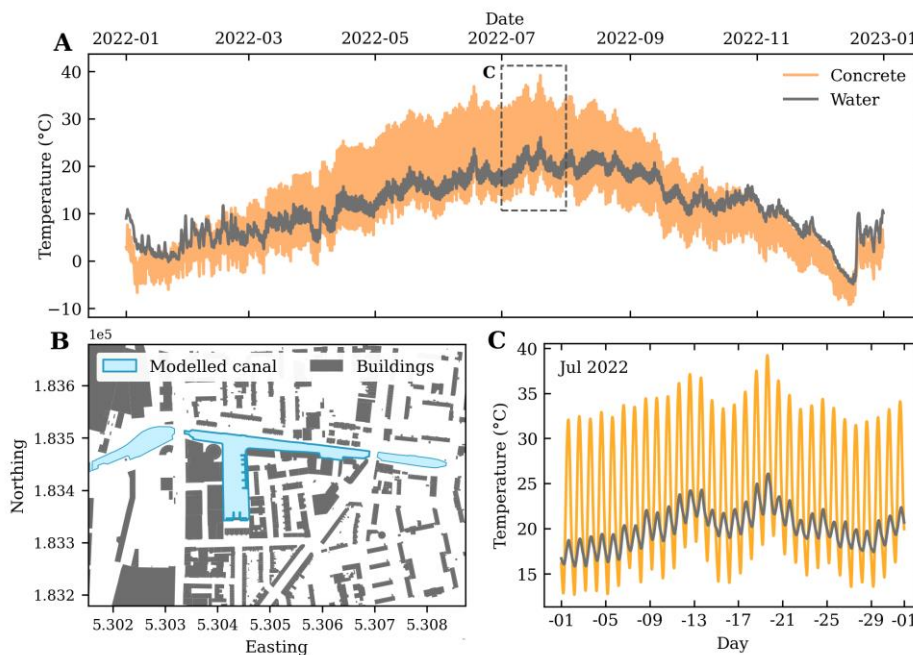 Date
A
2022-01 2022-03 2022-05 2022-07 2022-09 2022-11 2023-01
40
30
20
10
0
−10
Temperature (°C)
C
Concrete
Water
B
1e5
Modelled canal Buildings
1.836
1.835
1.834
1.833
1.832
Northing
5.302 5.303 5.304 5.305 5.306 5.307 5.308
Easting
C
Jul 2022
40
35
30
25
20
15
Temperature (°C)
-01 -05 -09 -13 -17 -21 -25 -29 -01
Day